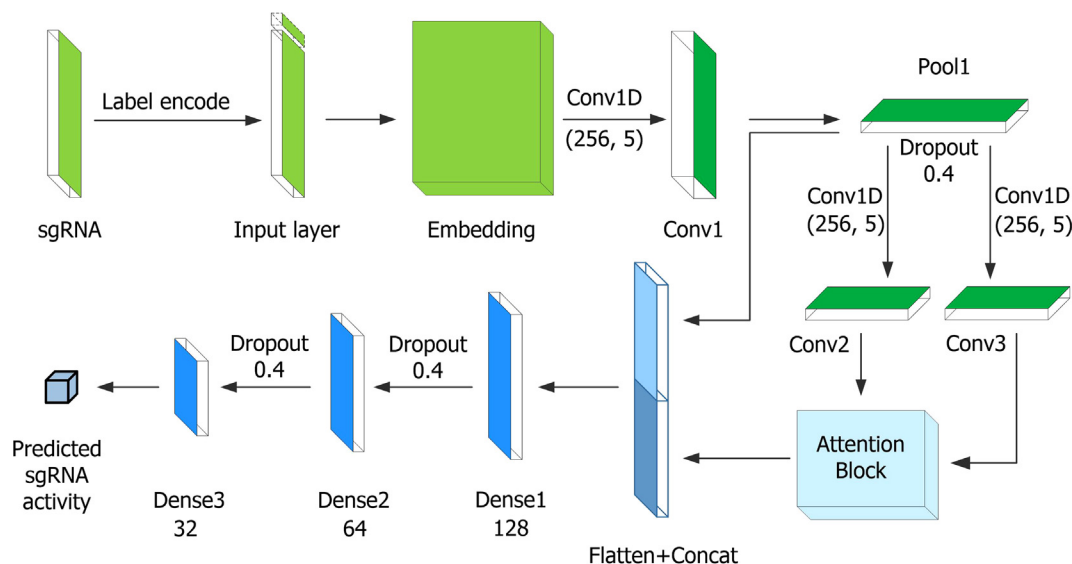 Label encode
sgRNA
Input layer
Embedding
Conv1D
(256, 5)
Conv1
Pool1
Dropout
0.4
Conv1D
(256, 5)
Conv1D
(256, 5)
Conv2
Conv3
Attention
Block
Flatten+Concat
Dense1
128
Dropout
0.4
Dense2
64
Dropout
0.4
Dense3
32
Predicted
sgRNA
activity